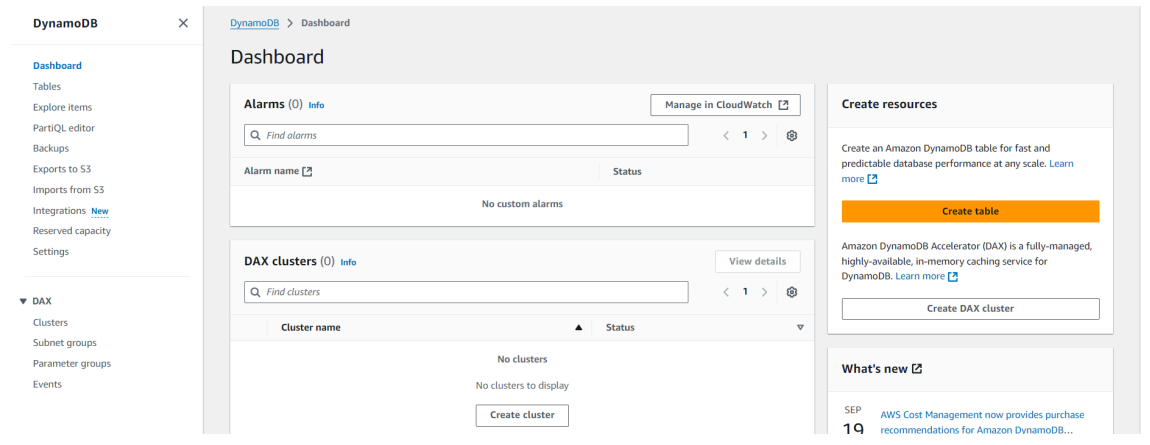 DynamoDB
Dashboard
Tables
Explore items
PartiQL editor
Backups
Exports to S3
Imports from S3
Integrations New
Reserved capacity
Settings
DAX
Clusters
Subnet groups
Parameter groups
Events
DynamoDB > Dashboard
Dashboard
Alarms (0) Info
Manage in CloudWatch
Find alarms
1
Alarm name
Status
No custom alarms
DAX clusters (0) Info
View details
Find clusters
1
Cluster name
Status
No clusters
No clusters to display
Create cluster
Create resources
Create an Amazon DynamoDB table for fast and
predictable database performance at any scale. Learn
more
Create table
Amazon DynamoDB Accelerator (DAX) is a fully-managed,
highly-available, in-memory caching service for
DynamoDB. Learn more
Create DAX cluster
What's new
SEP
19
AWS Cost Management now provides purchase
recommendations for Amazon DynamoDB...